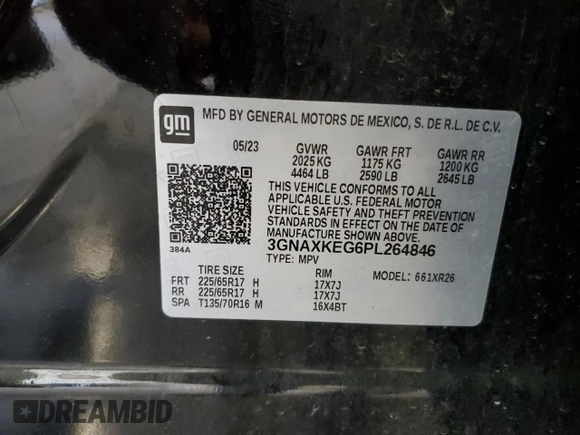 gm
MFD BY GENERAL MOTORS DE MEXICO, S. DE R.L. DE C.V.
05/23 GVWR GAWR FRT GAWR RR
2025 KG 1175 KG 1200 KG
4464 LB 2590 LB 2645 LB
THIS VEHICLE CONFORMS TO ALL
APPLICABLE U.S. FEDERAL MOTOR
VEHICLE SAFETY AND THEFT PREVENTION
STANDARDS IN EFFECT ON THE DATE OF
MANUFACTURE SHOWN ABOVE.
384A 3GNAXKEG6PL264846
TYPE: MPV MODEL: 661XR26
TIRE SIZE RIM
FRT 225/65R17 H 17X7J
RR 225/65R17 H 17X7J
SPA T135/70R16 M 16X4BT
DREAMBID